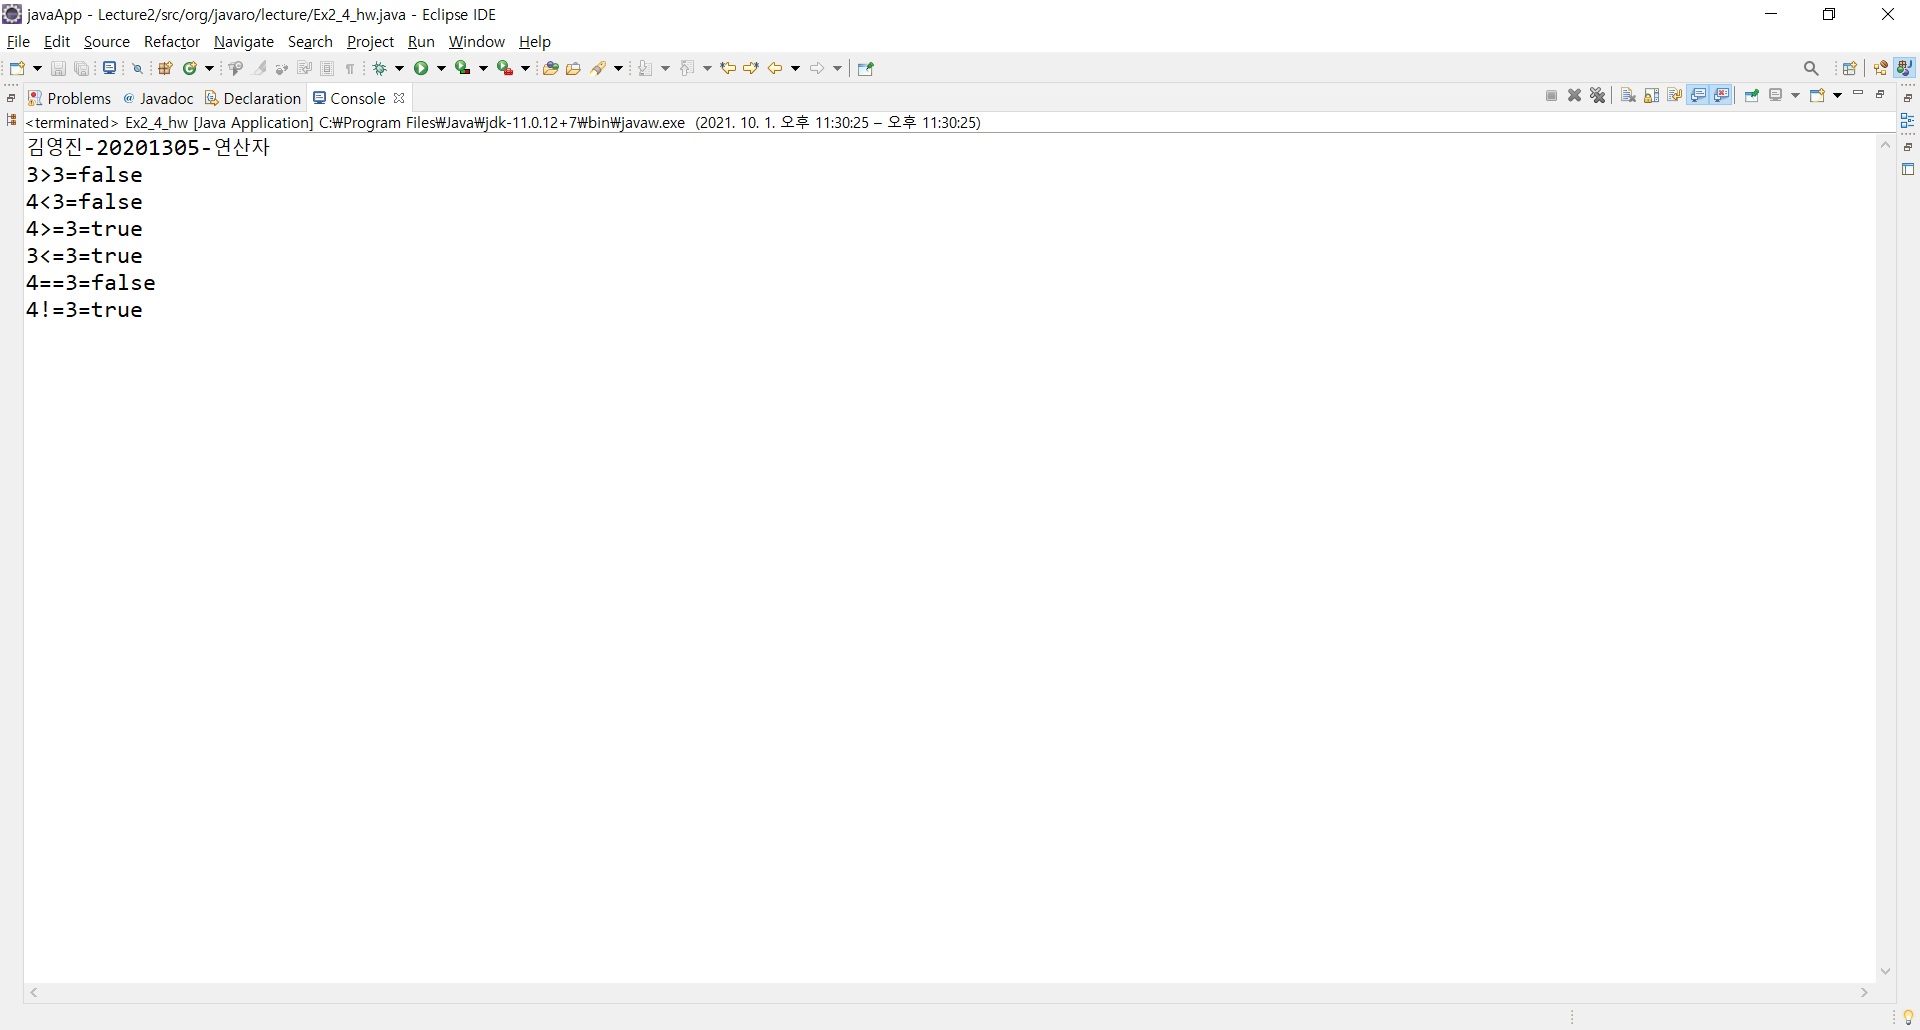 javaApp - Lecture2/src/org/javaro/lecture/Ex2_4_hw.java - Eclipse IDE
File Edit Source Refactor Navigate Search Project Run Window Help
Problems @ Javadoc Declaration Console
<terminated> Ex2_4_hw [Java Application] C:₩Program Files₩Java₩jdk-11.0.12+7₩bin₩javaw.exe (2021. 10. 1. 오후 11:30:25 – 오후 11:30:25)
김영진-20201305-연산자
3>3=false
4<3=false
4>=3=true
3<=3=true
4==3=false
4!=3=true